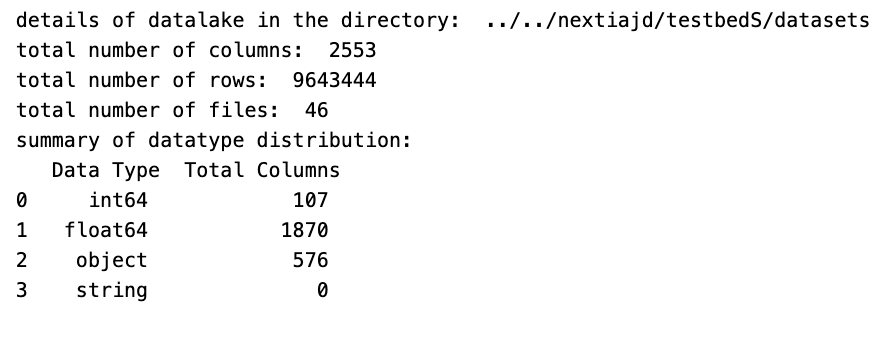 details of datalake in the directory:  ../../nextiajd/testbedS/datasets
total number of columns:  2553
total number of rows:  9643444
total number of files:  46
summary of datatype distribution:
   Data Type  Total Columns
0     int64            107
1   float64           1870
2    object            576
3    string              0